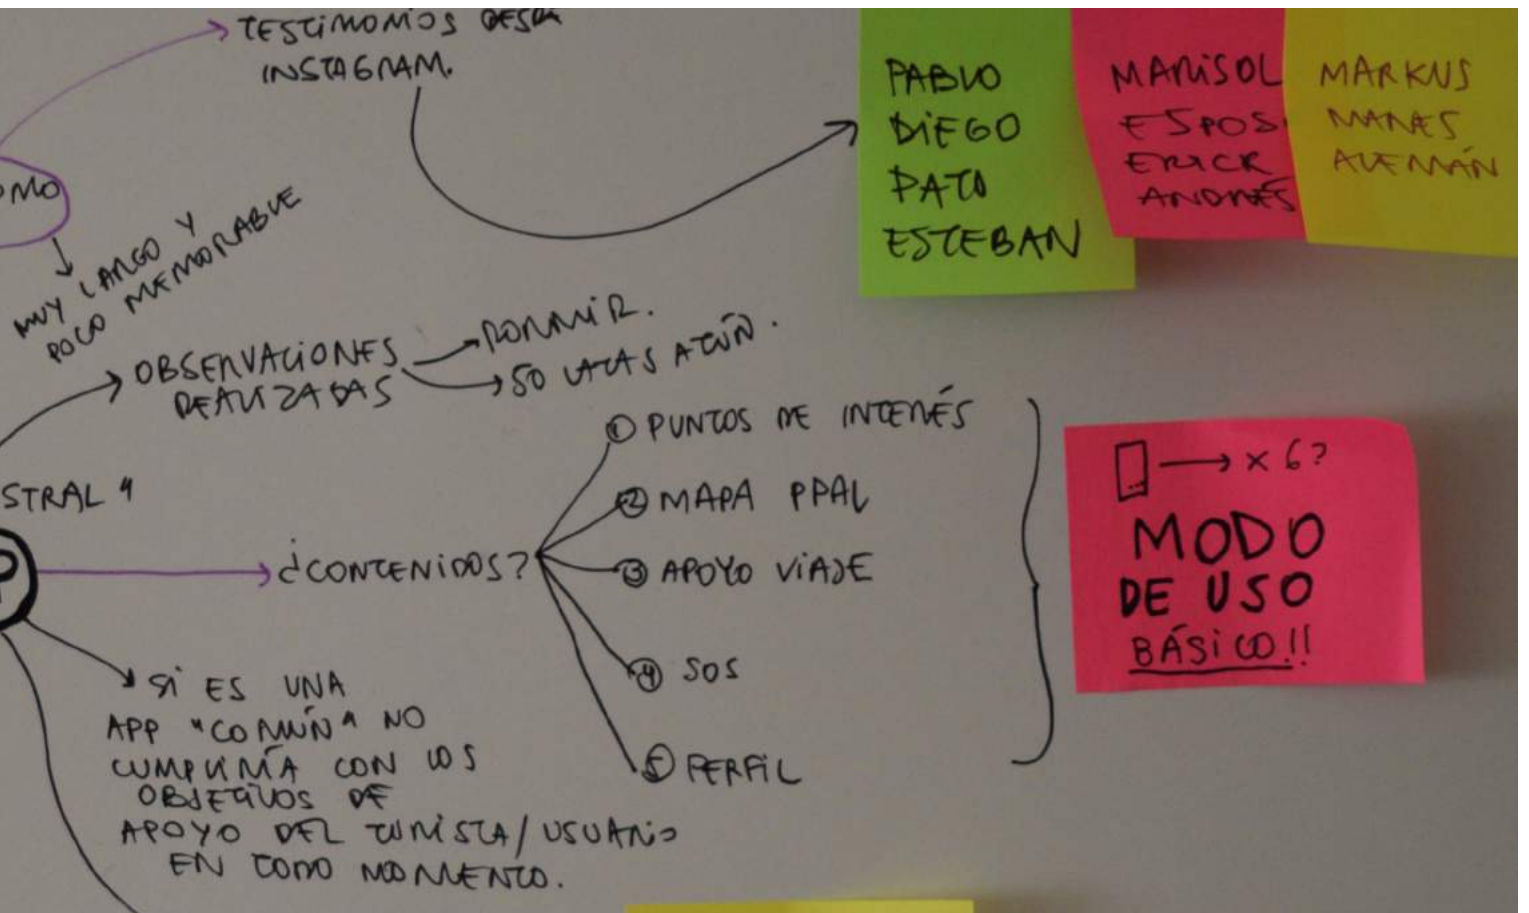 TESTIMONIOS DESDE
INSTAGRAM.
PABLO
DIEGO
PATO
ESTEBAN
MARISOL
ESPOS
ERICK
ANDRÉS
MARKUS
ALEMÁN
OMO
MUY LARGO Y
POCO MEMORABLE
OBSERVACIONES
REALIZADAS
DORMIR.
50 LATAS ATÚN.
STRAL"
P
¿CONTENIDOS?
① PUNTOS DE INTERÉS
② MAPA PPAL
③ APOYO VIAJE
④ SOS
⑤ PERFIL
x 6?
MODO
DE USO
BÁSICO!!
SI ES UNA
APP "COMÚN" NO
CUMPLIRÍA CON LOS
OBJETIVOS DE
APOYO DEL TURISTA/USUARIO
EN TODO MOMENTO.